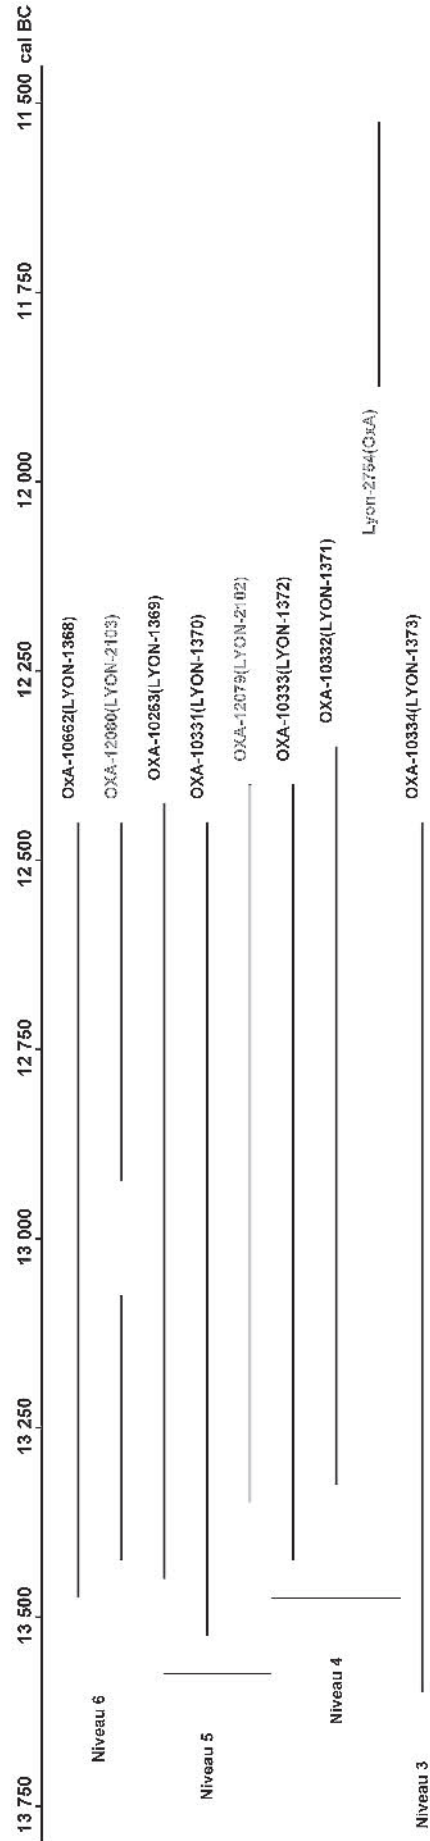 13 750 13 500 13 250 13 000 12 750 12 500 12 250 12 000 11 750 11 500 cal BC
Niveau 6
OXA-10662(LYON-1368)
OXA-12080(LYON-2103)
Niveau 5
OXA-10263(LYON-1369)
OXA-10331(LYON-1370)
OXA-12079(LYON-2102)
Niveau 4
OXA-10333(LYON-1372)
OXA-10332(LYON-1371)
Lyon-2754(OxA)
Niveau 3
OXA-10334(LYON-1373)